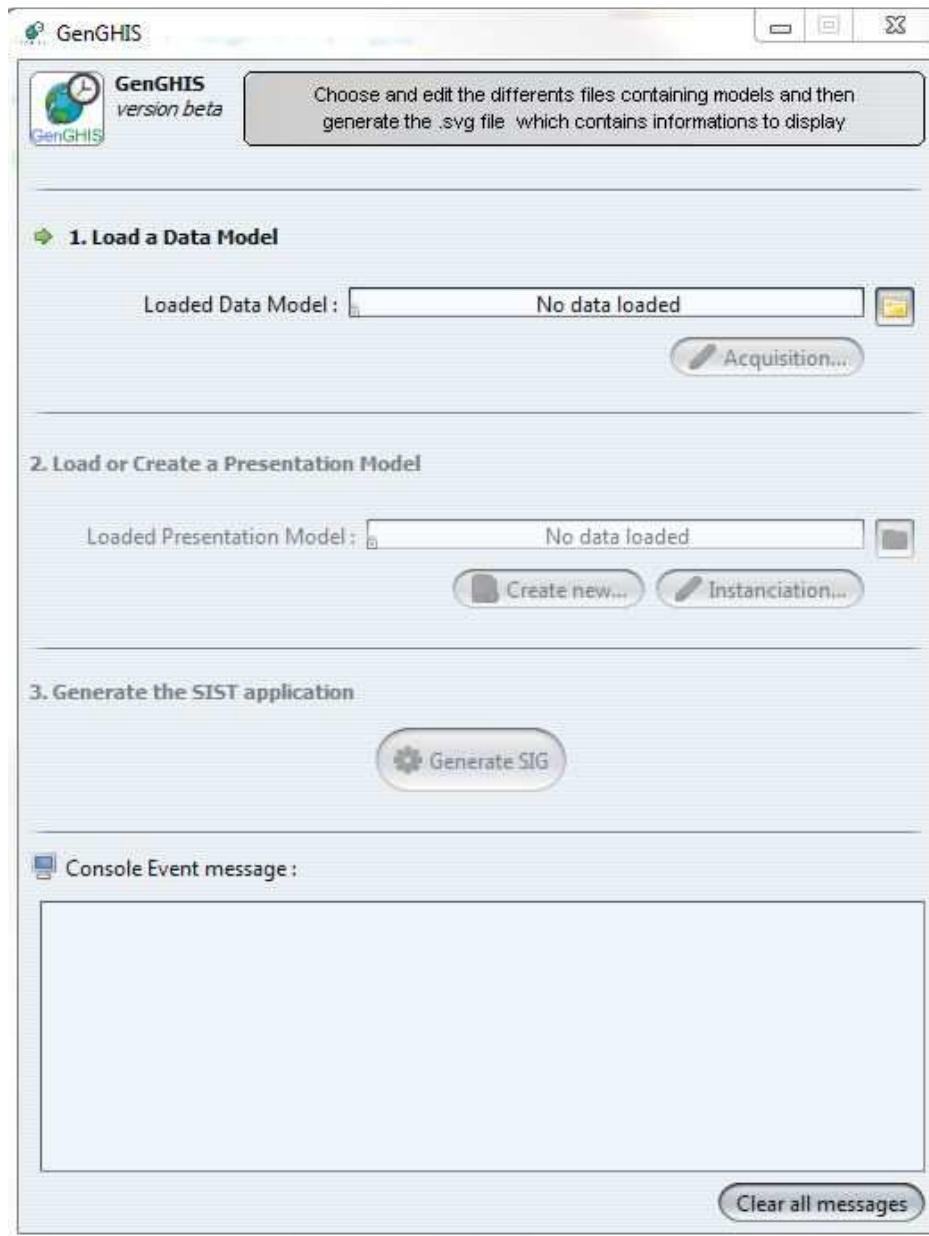 GenGHIS
GenGHIS
version beta
GenGHIS
Choose and edit the differents files containing models and then
generate the .svg file which contains informations to display
1. Load a Data Model
Loaded Data Model :
No data loaded
Acquisition...
2. Load or Create a Presentation Model
Loaded Presentation Model :
No data loaded
Create new...
Instanciation...
3. Generate the SIST application
Generate SIG
Console Event message :
Clear all messages